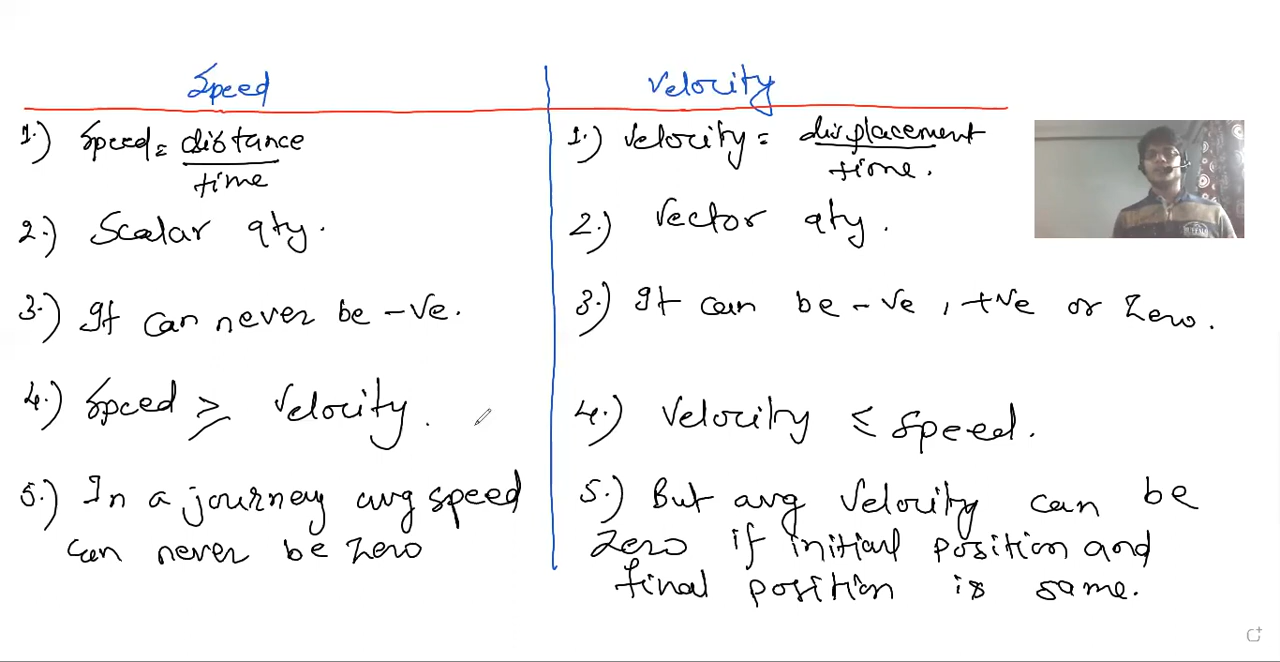 Speed
Velocity
1.) Speed = distance
time
1.) Velocity = displacement
time.
2.) Scalar qty.
2.) Vector qty.
3.) It can never be -ve.
3.) It can be -ve, +ve or Zero.
4.) Speed ≥ Velocity.
4.) Velocity ≤ Speed.
5.) In a journey avg speed
can never be zero
5.) But avg Velocity can be
Zero if initial position and
final position is same.